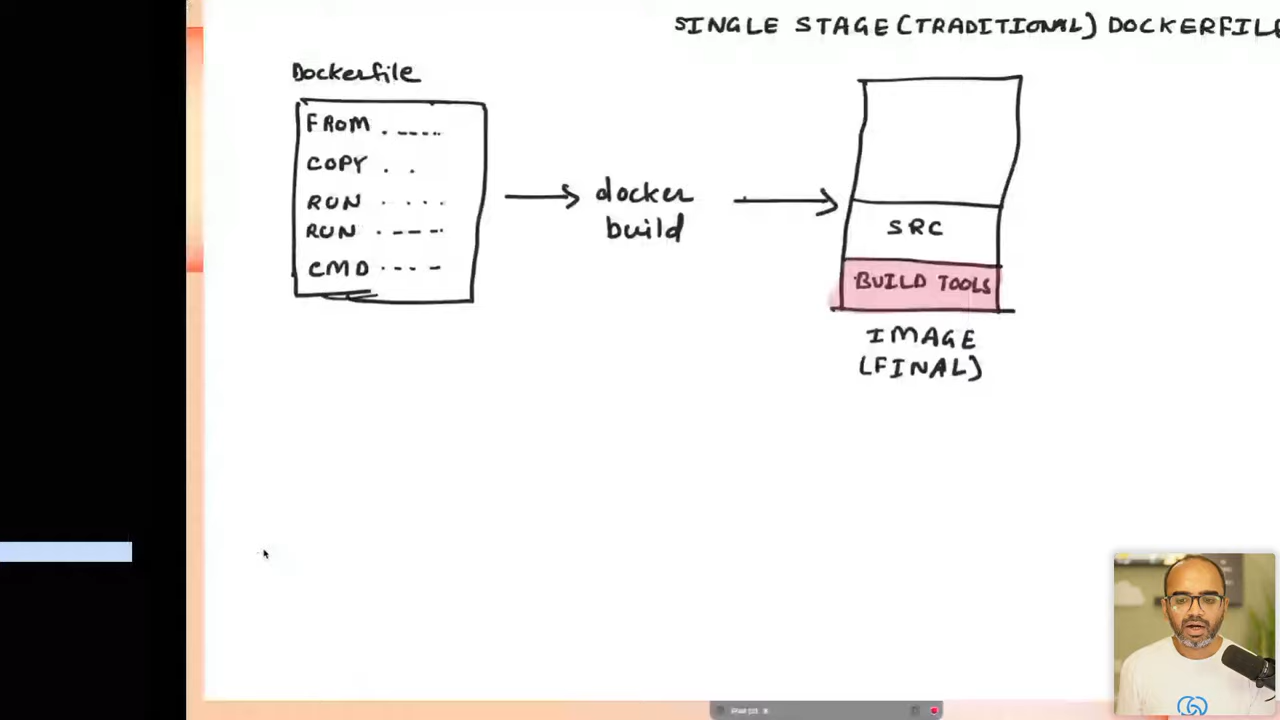 SINGLE STAGE (TRADITIONAL) DOCKERFILE
Dockerfile
FROM . ----..
COPY . .
RUN . . . .
RUN . ---.
CMD ... -
docker
build
SRC
BUILD TOOLS
IMAGE
(FINAL)